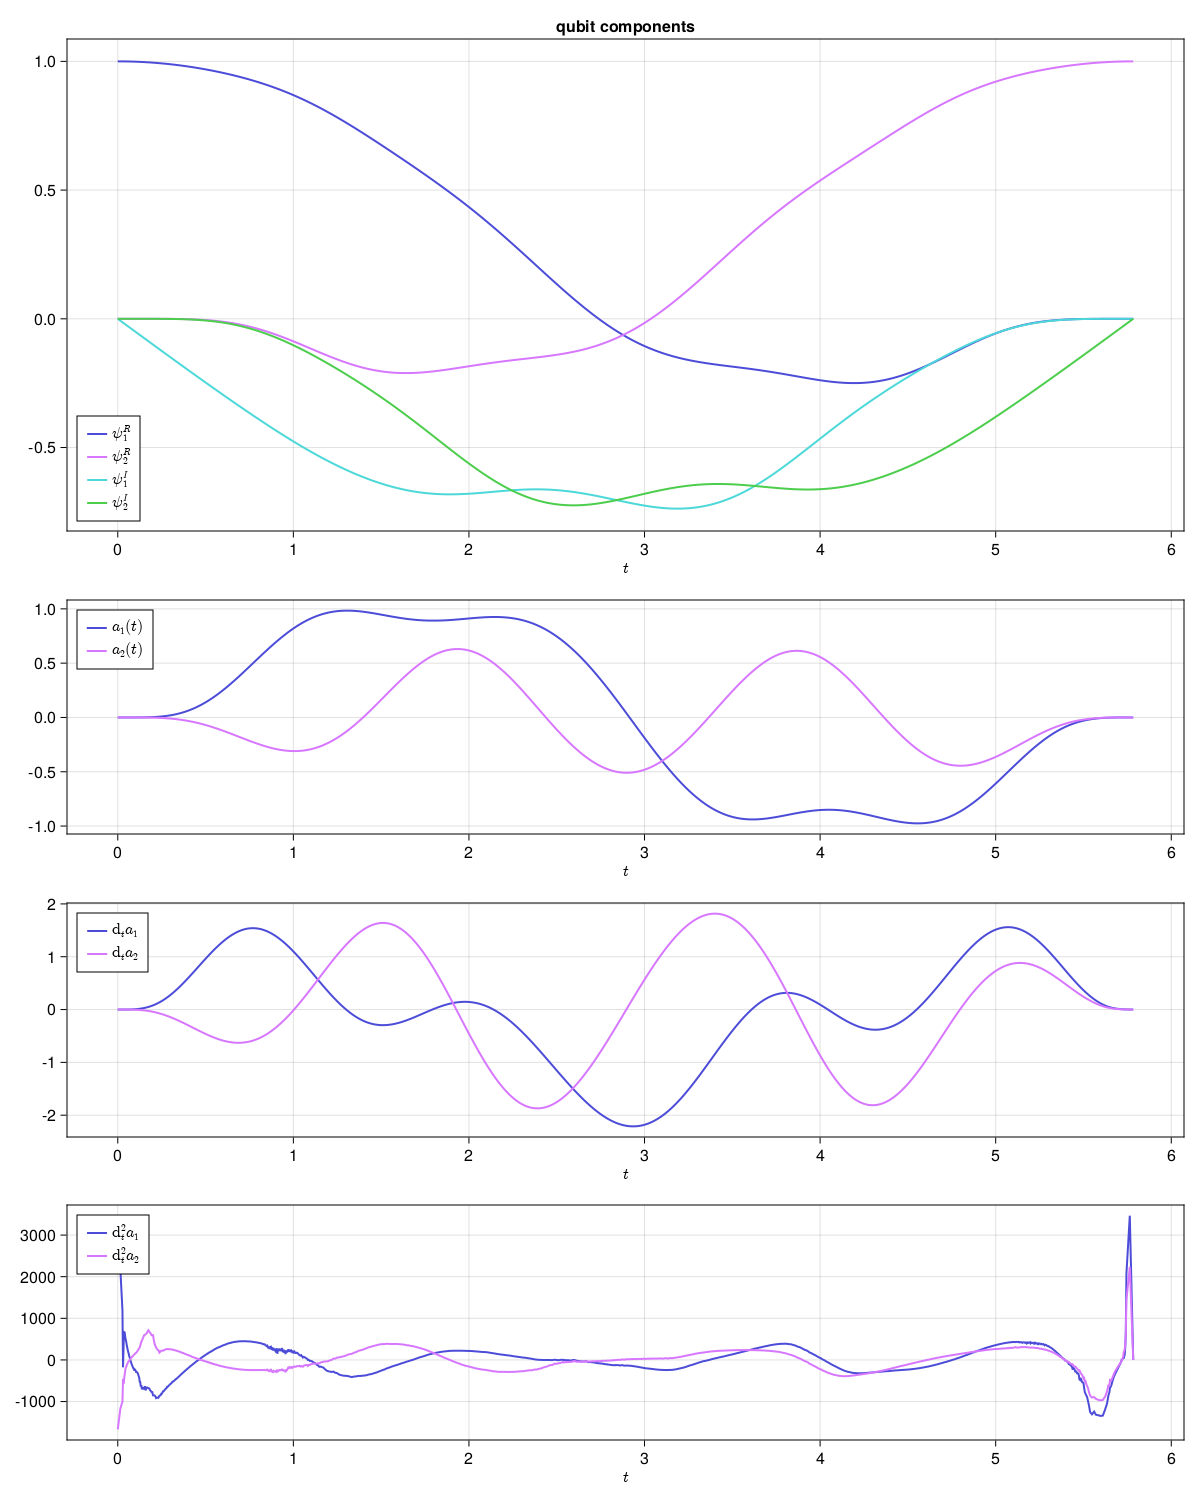 qubit components
1.0
0.5
0.0
-0.5
ψ₁ᴿ
ψ₂ᴿ
ψ₁ᴵ
ψ₂ᴵ
0 1 2 3 4 5 6
t
1.0
0.5
0.0
-0.5
-1.0
a₁(t)
a₂(t)
0 1 2 3 4 5 6
t
2
1
0
-1
-2
dₜa₁
dₜa₂
0 1 2 3 4 5 6
t
3000
2000
1000
0
-1000
dₜ²a₁
dₜ²a₂
0 1 2 3 4 5 6
t